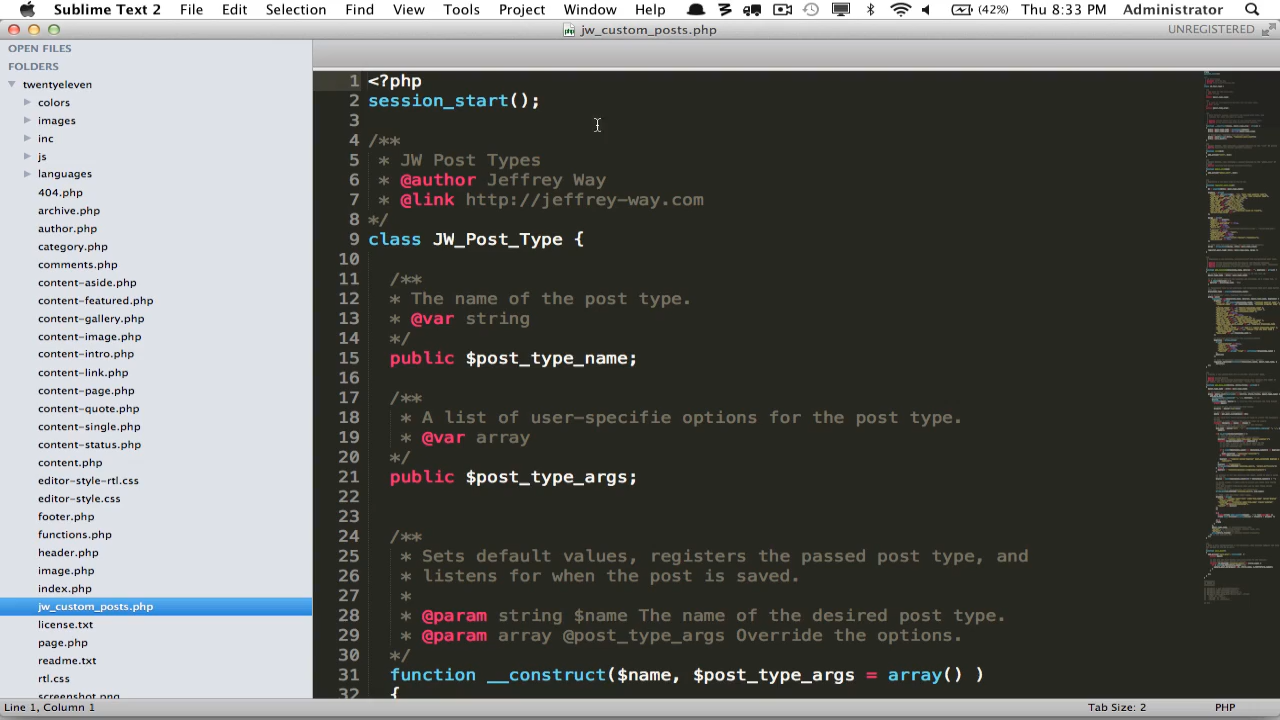 Sublime Text 2 File Edit Selection Find View Tools Project Window Help (42%) Thu 8:33 PM Administrator
jw_custom_posts.php UNREGISTERED
OPEN FILES
FOLDERS
twentyeleven
colors
images
inc
js
languages
404.php
archive.php
author.php
category.php
comments.php
content-aside.php
content-featured.php
content-gallery.php
content-image.php
content-intro.php
content-link.php
content-page.php
content-quote.php
content-single.php
content-status.php
content.php
editor-style-rtl.css
editor-style.css
footer.php
functions.php
header.php
image.php
index.php
jw_custom_posts.php
license.txt
page.php
readme.txt
rtl.css
screenshot.png
1 <?php
2 session_start();
3
4 /**
5 * JW Post Types
6 * @author Jeffrey Way
7 * @link http://jeffrey-way.com
8 */
9 class JW_Post_Type {
10
11 /**
12 * The name of the post type.
13 * @var string
14 */
15 public $post_type_name;
16
17 /**
18 * A list of user-specific options for the post type.
19 * @var array
20 */
21 public $post_type_args;
22
23
24 /**
25 * Sets default values, registers the passed post type, and
26 * listens for when the post is saved.
27 *
28 * @param string $name The name of the desired post type.
29 * @param array @post_type_args Override the options.
30 */
31 function __construct($name, $post_type_args = array() )
32 {
Line 1, Column 1 Tab Size: 2 PHP